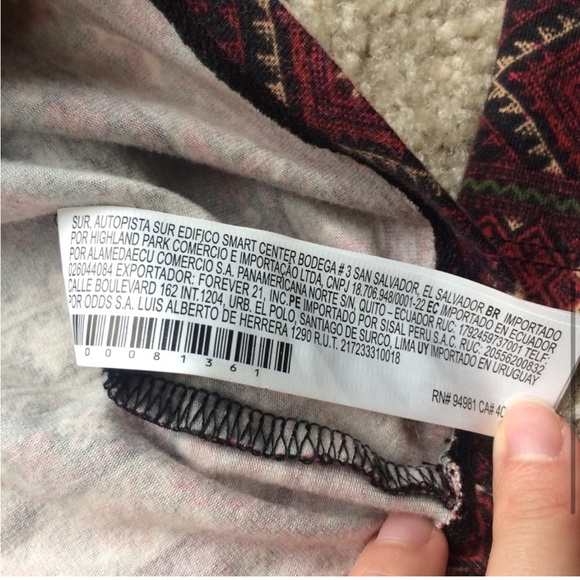 SUR, AUTOPISTA SUR EDIFICO SMART CENTER BODEGA # 3 SAN SALVADOR, EL SALVADOR BR IMPORTADO
POR HIGHLAND PARK COMERCIO E IMPORTAÇÃO LTDA, CNPJ 18.706.948/0001-22 EC IMPORTADO EN ECUADOR
POR ALAMEDAECU COMERCIO S.A. PANAMERICANA NORTE S/N, QUITO - ECUADOR RUC: 1792459737001 TELF:
026044084 EXPORTADOR: FOREVER 21, INC. PE IMPORTADO POR SISAL PERU S.A.C. RUC: 20556200832
CALLE BOULEVARD 162 INT.1204, URB. EL POLO, SANTIAGO DE SURCO, LIMA UY IMPORTADO EN URUGUAY
POR ODDS S.A. LUIS ALBERTO DE HERRERA 1290 R.U.T. 217233310018
00081361
RN# 94981 CA#